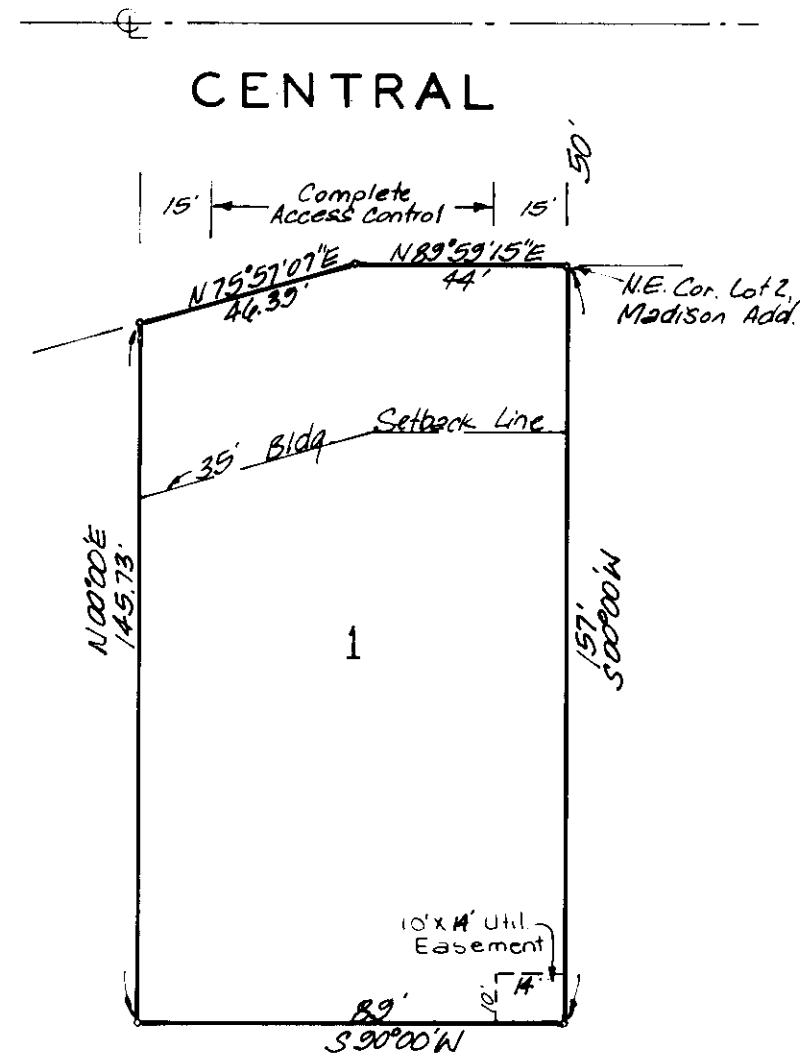 ℄
CENTRAL
50'
15'
Complete
Access Control
15'
N75°57'07"E
46.39'
N89°59'15"E
44'
N.E. Cor. Lot 2,
Madison Add.
35' Bldg
Setback Line
N00°00'E
145.73'
1
157'
S00°00'W
10' X 14' Util.
Easement
10'
14'
89'
S90°00'W